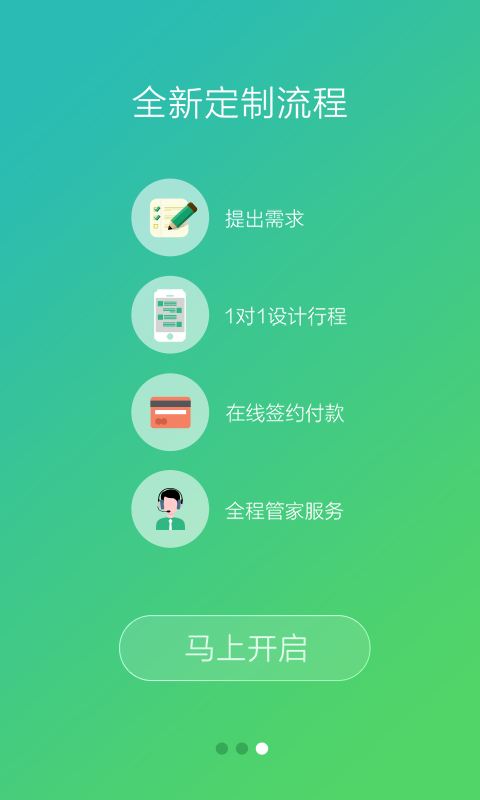 全新定制流程
提出需求
1对1设计行程
在线签约付款
全程管家服务
马上开启